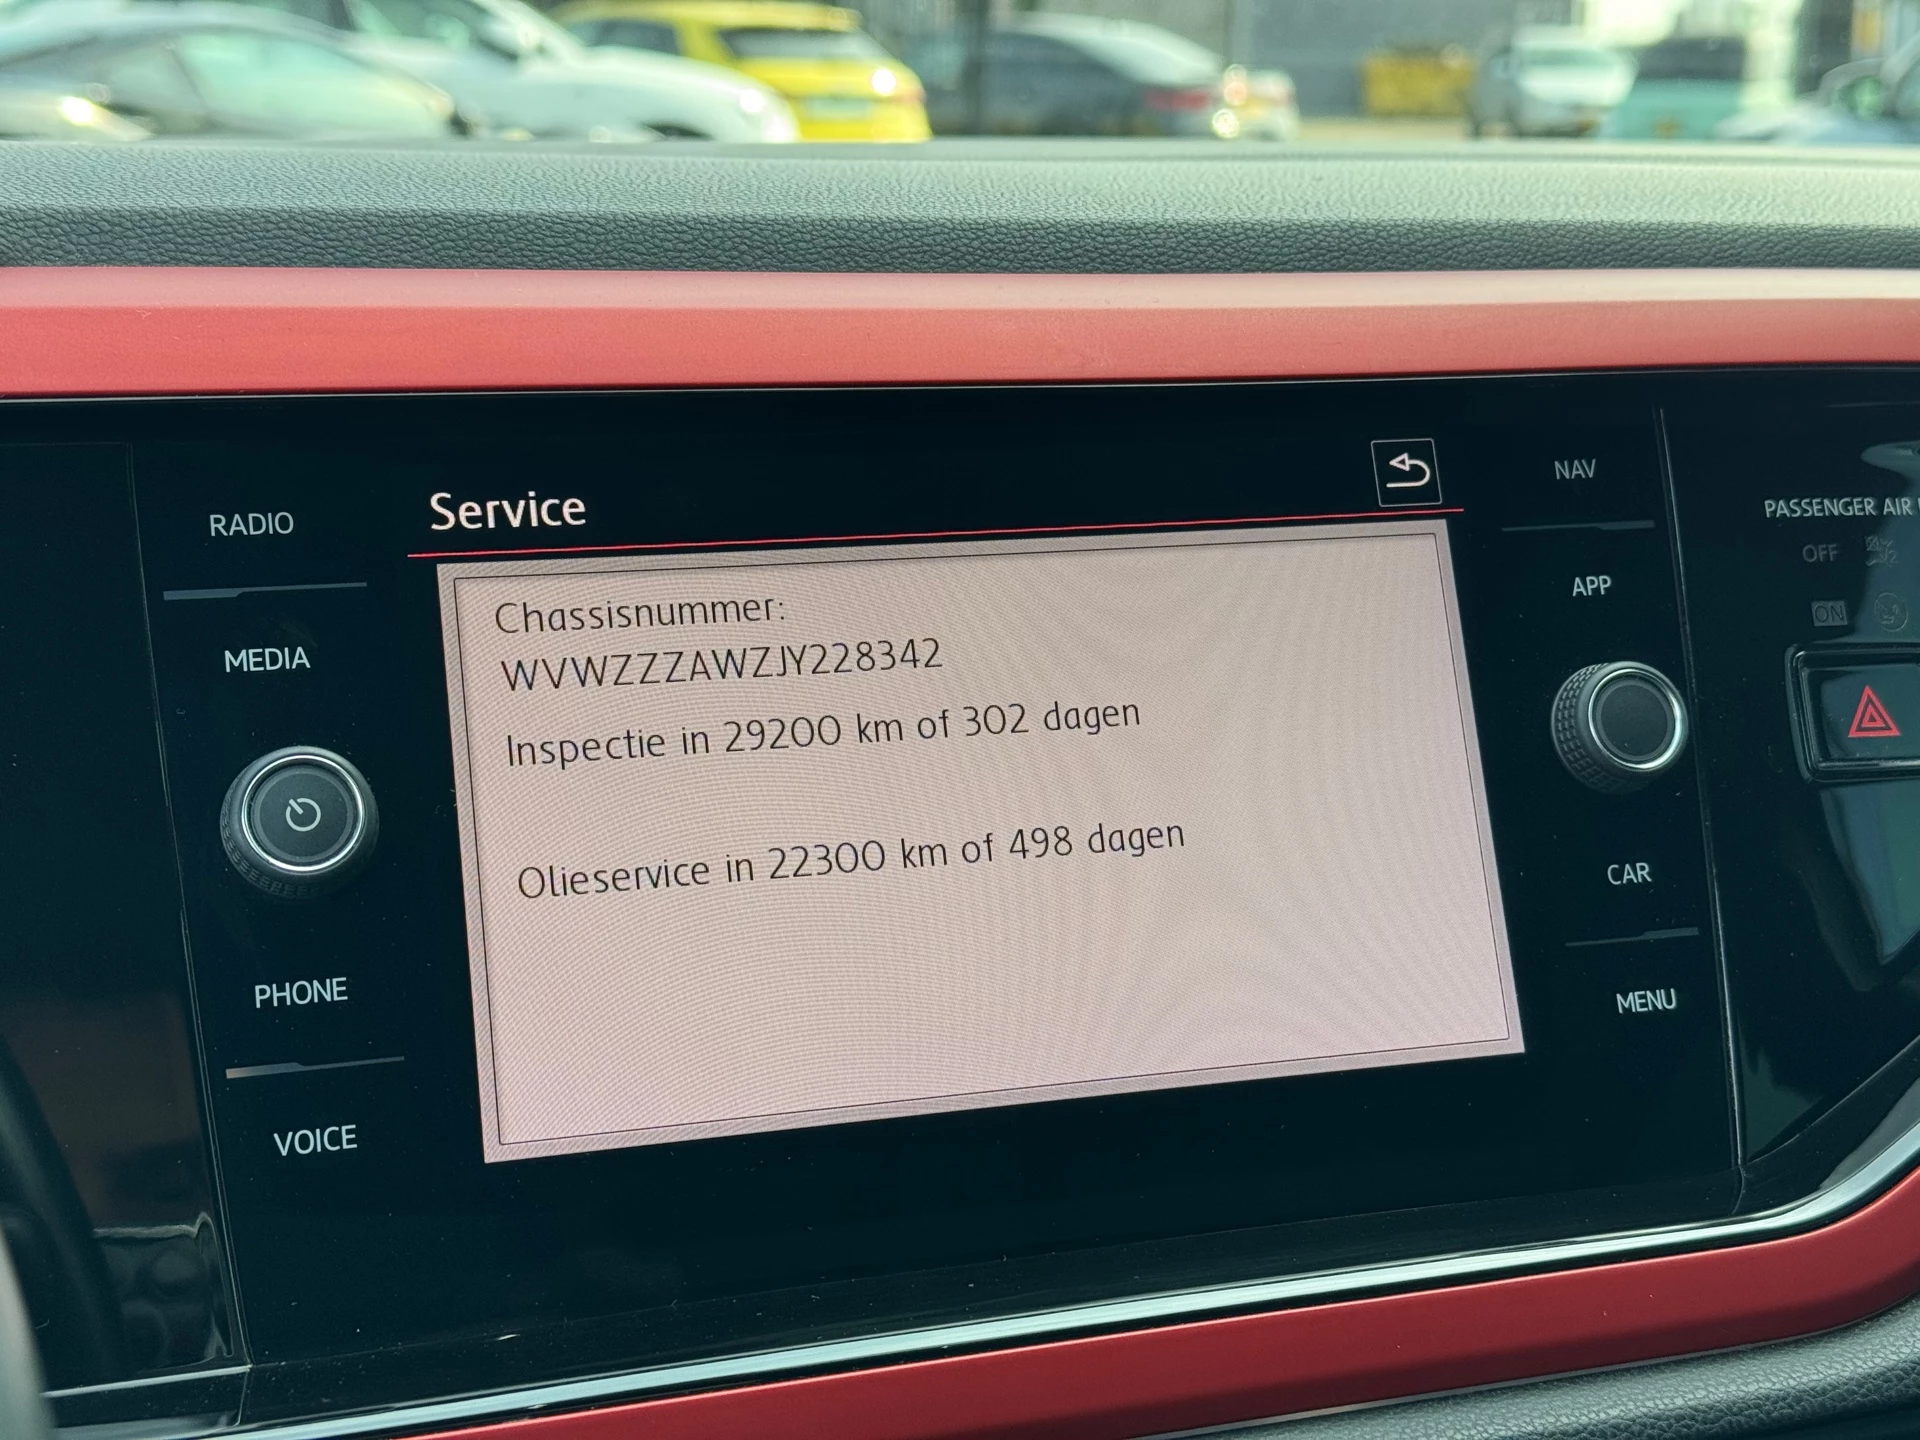 RADIO
MEDIA
PHONE
VOICE
Service
Chassisnummer:
WVWZZZAWZJY228342
Inspectie in 29200 km of 302 dagen
Olieservice in 22300 km of 498 dagen
NAV
APP
CAR
MENU
PASSENGER AIR
OFF
ON